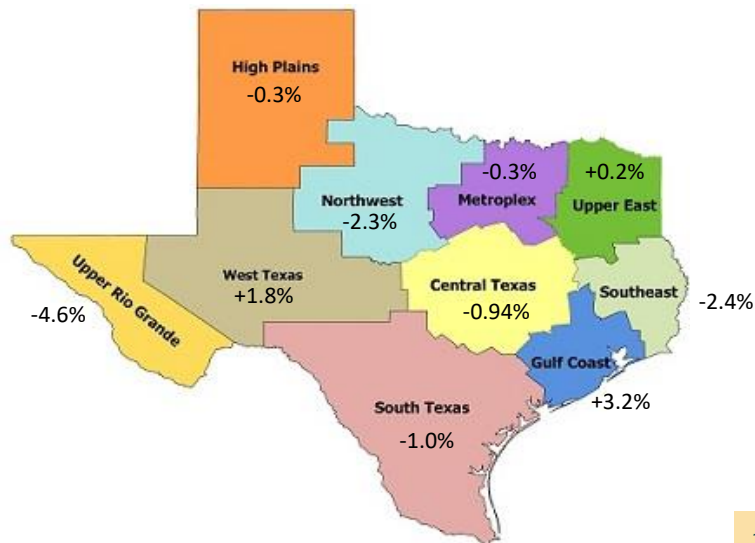 High Plains
-0.3%
Northwest
-2.3%
-0.3%
Metroplex
+0.2%
Upper East
Upper Rio Grande
-4.6%
West Texas
+1.8%
Central Texas
-0.94%
Southeast
-2.4%
Gulf Coast
+3.2%
South Texas
-1.0%